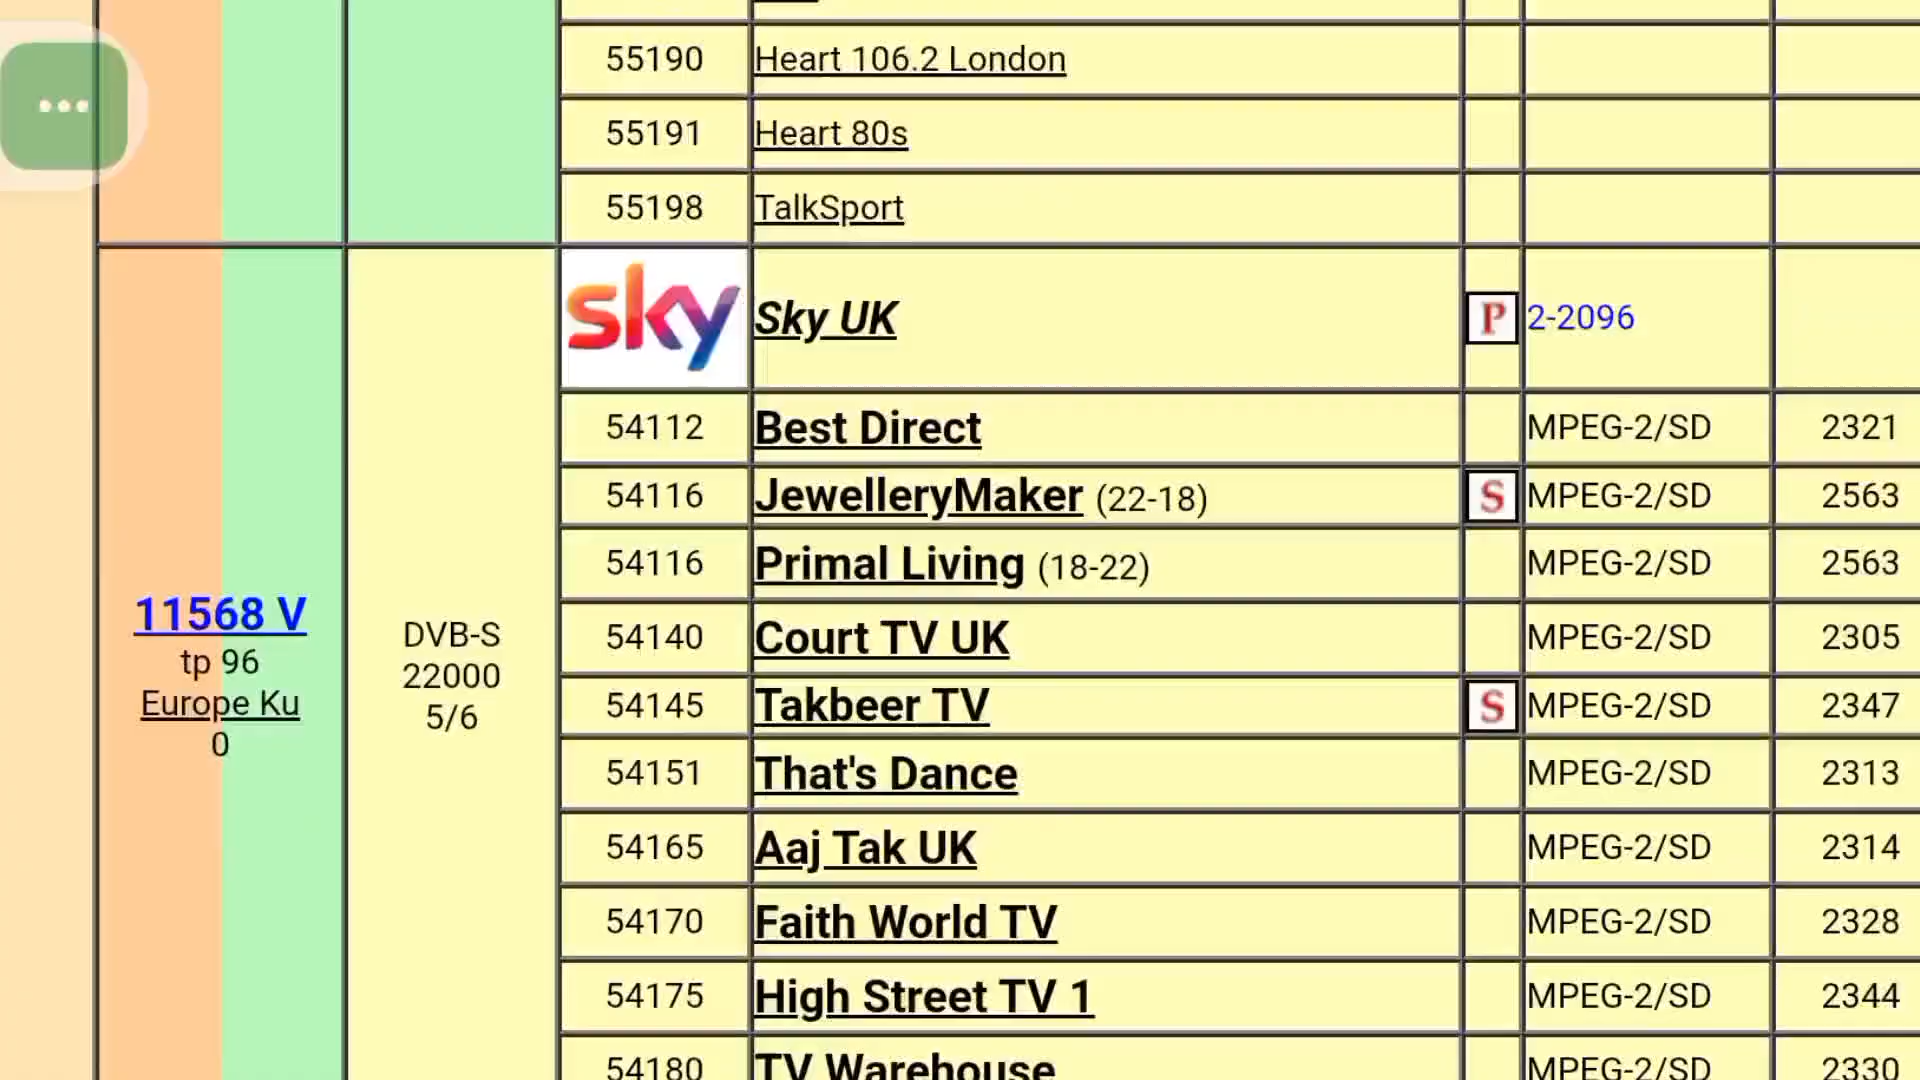 55190 Heart 106.2 London
55191 Heart 80s
55198 TalkSport
sky Sky UK P 2-2096
54112 Best Direct MPEG-2/SD 2321
54116 JewelleryMaker (22-18) S MPEG-2/SD 2563
54116 Primal Living (18-22) MPEG-2/SD 2563
11568 V
tp 96
Europe Ku
0
DVB-S
22000
5/6
54140 Court TV UK MPEG-2/SD 2305
54145 Takbeer TV S MPEG-2/SD 2347
54151 That's Dance MPEG-2/SD 2313
54165 Aaj Tak UK MPEG-2/SD 2314
54170 Faith World TV MPEG-2/SD 2328
54175 High Street TV 1 MPEG-2/SD 2344
54180 TV Warehouse MPEG-2/SD 2330